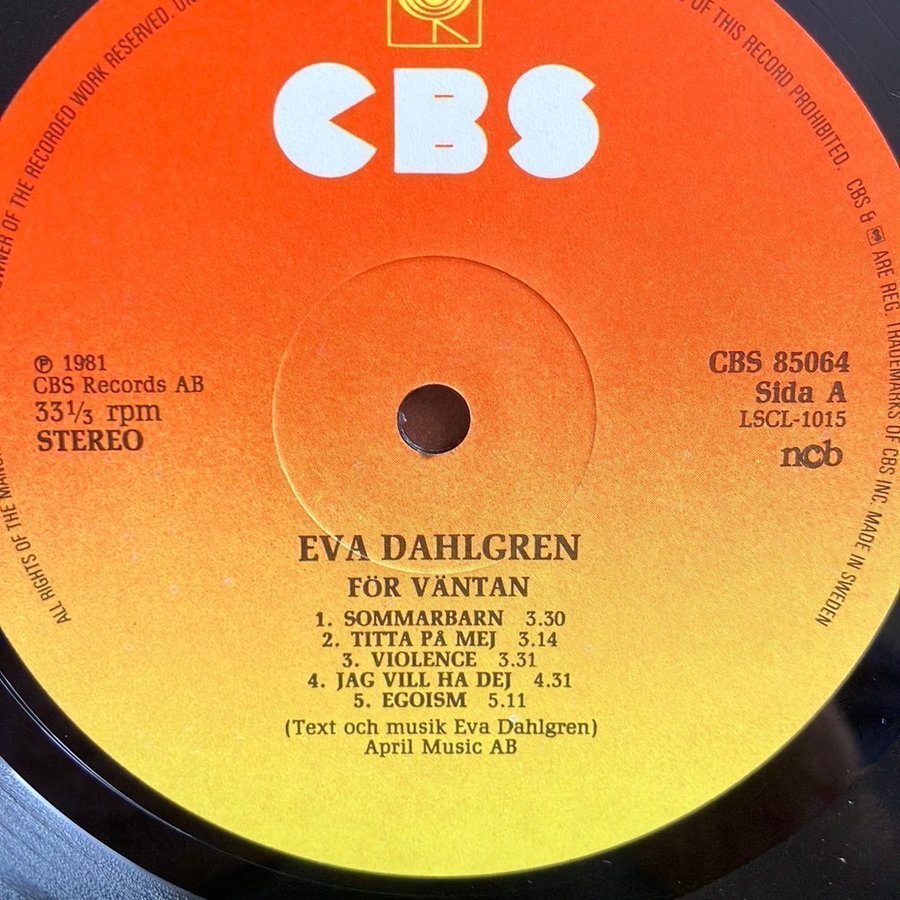 CBS
OWNER OF THE RECORDED WORK RESERVED.
OF THIS RECORD PROHIBITED. CBS & ARE REG. TRADEMARKS OF CBS INC. MADE IN SWEDEN
ALL RIGHTS OF THE
℗ 1981
CBS Records AB
33⅓ rpm
STEREO
CBS 85064
Sida A
LSCL-1015
ncb
EVA DAHLGREN
FÖR VÄNTAN
1. SOMMARBARN 3.30
2. TITTA PÅ MEJ 3.14
3. VIOLENCE 3.31
4. JAG VILL HA DEJ 4.31
5. EGOISM 5.11
(Text och musik Eva Dahlgren)
April Music AB